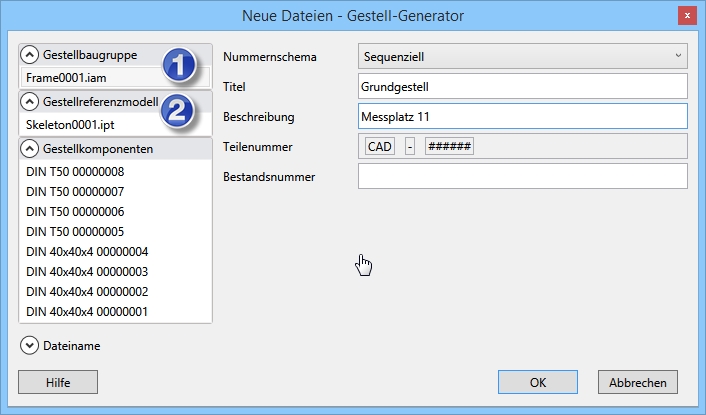 Neue Dateien - Gestell-Generator
x
Gestellbaugruppe
1
Frame0001.iam
Gestellreferenzmodell
2
Skeleton0001.ipt
Gestellkomponenten
DIN T50 00000008
DIN T50 00000007
DIN T50 00000006
DIN T50 00000005
DIN 40x40x4 00000004
DIN 40x40x4 00000003
DIN 40x40x4 00000002
DIN 40x40x4 00000001
Dateiname
Nummernschema Sequenziell
Titel Grundgestell
Beschreibung Messplatz 11
Teilenummer CAD - ######
Bestandsnummer
Hilfe OK Abbrechen